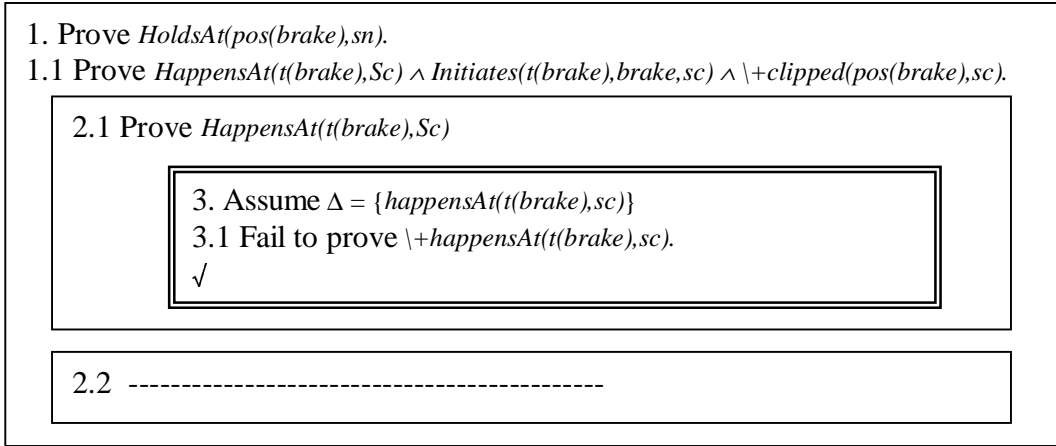 1. Prove HoldsAt(pos(brake),sn).
1.1 Prove HappensAt(t(brake),Sc) ∧ Initiates(t(brake),brake,sc) ∧ \+clipped(pos(brake),sc).
2.1 Prove HappensAt(t(brake),Sc)
3. Assume Δ = {happensAt(t(brake),sc)}
3.1 Fail to prove \+happensAt(t(brake),sc).
√
2.2 ---------------------------------------------